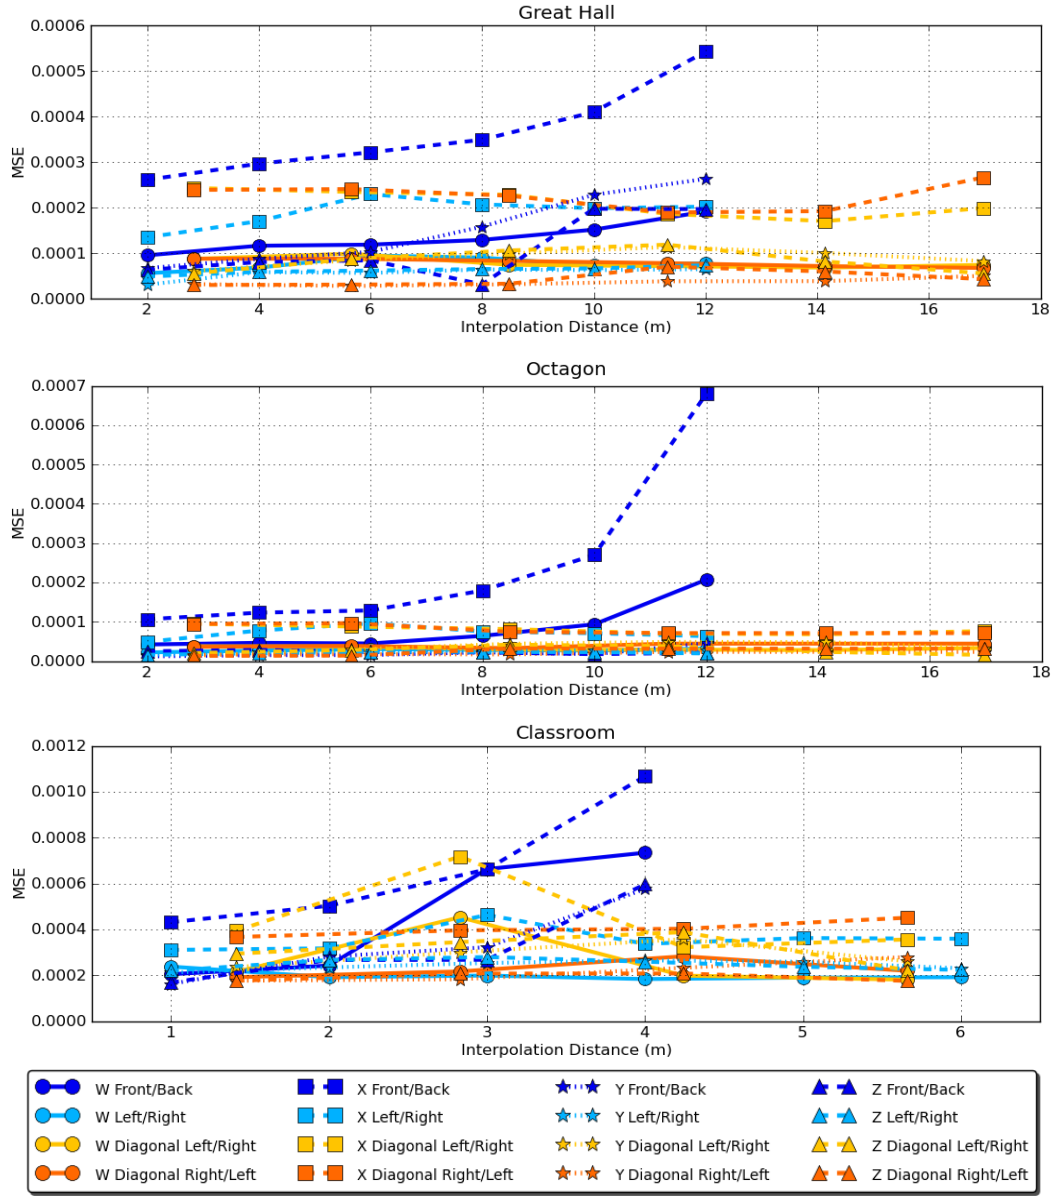 Great Hall
0.0006
0.0005
0.0004
0.0003
0.0002
0.0001
0.0000
MSE
2 4 6 8 10 12 14 16 18
Interpolation Distance (m)
Octagon
0.0007
0.0006
0.0005
0.0004
0.0003
0.0002
0.0001
0.0000
MSE
2 4 6 8 10 12 14 16 18
Interpolation Distance (m)
Classroom
0.0012
0.0010
0.0008
0.0006
0.0004
0.0002
0.0000
MSE
1 2 3 4 5 6
Interpolation Distance (m)
W Front/Back X Front/Back Y Front/Back Z Front/Back
W Left/Right X Left/Right Y Left/Right Z Left/Right
W Diagonal Left/Right X Diagonal Left/Right Y Diagonal Left/Right Z Diagonal Left/Right
W Diagonal Right/Left X Diagonal Right/Left Y Diagonal Right/Left Z Diagonal Right/Left